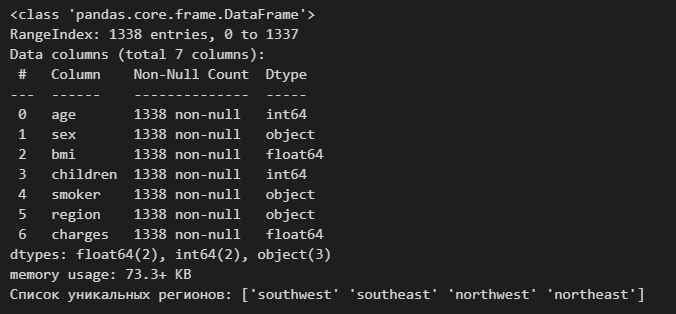 <class 'pandas.core.frame.DataFrame'>
RangeIndex: 1338 entries, 0 to 1337
Data columns (total 7 columns):
 #   Column    Non-Null Count  Dtype
---  ------    --------------  -----
 0   age       1338 non-null   int64
 1   sex       1338 non-null   object
 2   bmi       1338 non-null   float64
 3   children  1338 non-null   int64
 4   smoker    1338 non-null   object
 5   region    1338 non-null   object
 6   charges   1338 non-null   float64
dtypes: float64(2), int64(2), object(3)
memory usage: 73.3+ KB
Список уникальных регионов: ['southwest' 'southeast' 'northwest' 'northeast']